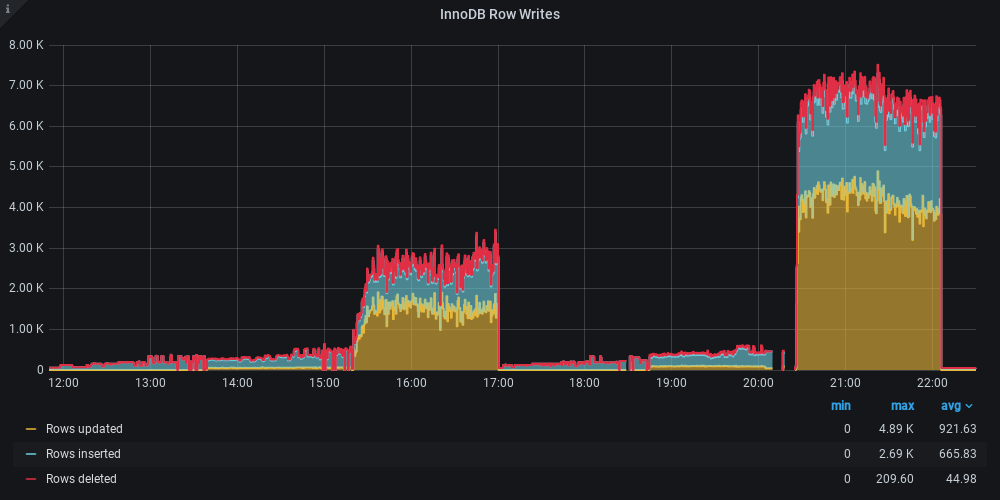 i
InnoDB Row Writes
8.00 K
7.00 K
6.00 K
5.00 K
4.00 K
3.00 K
2.00 K
1.00 K
0
12:00 13:00 14:00 15:00 16:00 17:00 18:00 19:00 20:00 21:00 22:00
min max avg
Rows updated 0 4.89 K 921.63
Rows inserted 0 2.69 K 665.83
Rows deleted 0 209.60 44.98